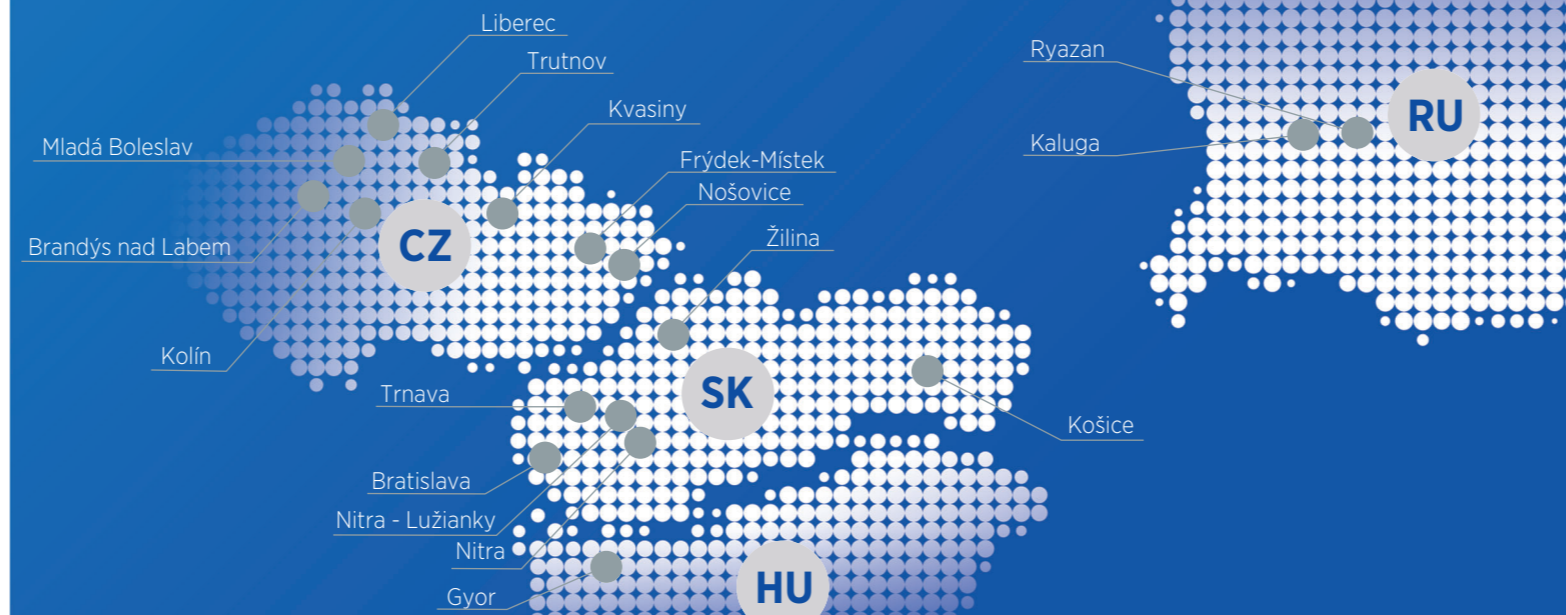 Liberec
Trutnov
Ryazan
Kvasiny
RU
Mladá Boleslav
Kaluga
Frýdek-Místek
Nošovice
Žilina
Brandýs nad Labem
CZ
Kolín
SK
Trnava
Košice
Bratislava
Nitra - Lužianky
Nitra
HU
Gyor